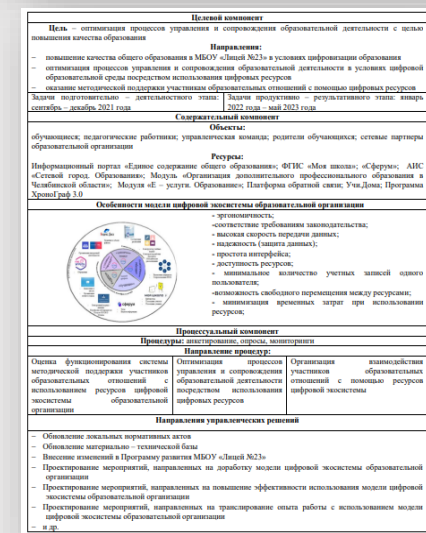 Целевой компонент
Цель – оптимизация процессов управления и сопровождения образовательной деятельности с целью
повышения качества образования
Направления:
– повышение качества общего образования в МБОУ «Лицей №23» в условиях цифровизации образования
– оптимизация процессов управления и сопровождения образовательной деятельности в условиях цифровой
образовательной среды посредством использования цифровых ресурсов
– оказание методической поддержки участникам образовательных отношений с помощью цифровых ресурсов
Задачи подготовительно – деятельностного этапа:
сентябрь – декабрь 2021 года
Задачи продуктивно – результативного этапа: январь
2022 года – май 2023 года
Содержательный компонент
Объекты:
обучающиеся; педагогические работники; управленческая команда; родители обучающихся; сетевые партнеры
образовательной организации
Ресурсы:
Информационный портал «Единое содержание общего образования»; ФГИС «Моя школа»; «Сферум»; АИС
«Сетевой город. Образования»; Модуль «Организация дополнительного профессионального образования в
Челябинской области»; Модуля «Е – услуги. Образование»; Платформа обратной связи; Учи.Дома; Программа
ХроноГраф 3.0
Особенности модели цифровой экосистемы образовательной организации
- эргономичность;
-соответствие требованиям законодательства;
- высокая скорость передачи данных;
- надежность (защита данных);
- простота интерфейса;
- доступность ресурсов;
- минимальное количество учетных записей одного
пользователя;
-возможность свободного перемещения между ресурсами;
- минимизация временных затрат при использовании
ресурсов;
сферум
Процессуальный компонент
Процедуры: анкетирование, опросы, мониторинги
Направление процедур:
Оценка функционирования системы
методической поддержки участников
образовательных отношений с
использованием ресурсов цифровой
экосистемы образовательной
организации
Оптимизация процессов
управления и сопровождения
образовательной деятельности
посредством использования
цифровых ресурсов
Организация взаимодействия
участников образовательных
отношений с помощью ресурсов
цифровой экосистемы
Направления управленческих решений
– Обновление локальных нормативных актов
– Обновление материально – технической базы
– Внесение изменений в Программу развития МБОУ «Лицей №23»
– Проектирование мероприятий, направленных на доработку модели цифровой экосистемы образовательной
организации
– Проектирование мероприятий, направленных на повышение эффективности использования модели цифровой
экосистемы образовательной организации
– Проектирование мероприятий, направленных на транслирование опыта работы с использованием модели
цифровой экосистемы образовательной организации
– и др.